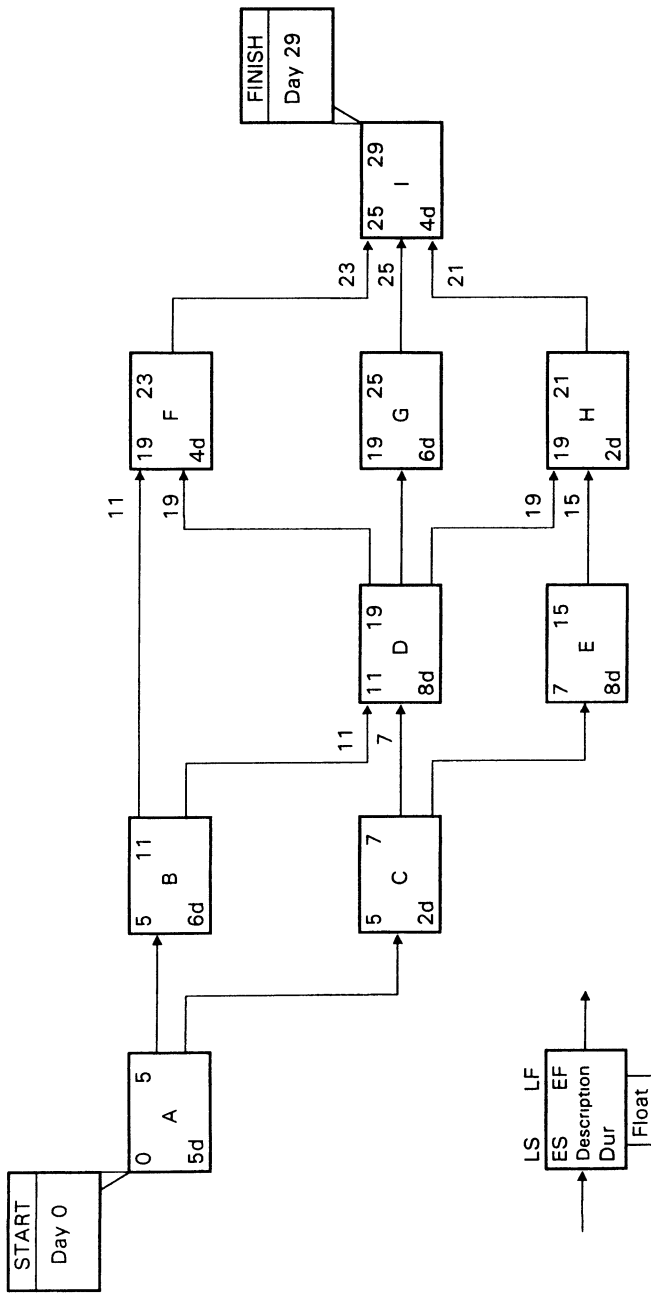 START
Day 0
0 5
A
5d
5 11
B
6d
5 7
C
2d
11
7
11 19
D
8d
7 15
E
8d
11
19
19 23
F
4d
19 25
G
6d
19
15
19 21
H
2d
23
25
21
25 29
I
4d
FINISH
Day 29
LS LF
ES EF
Description
Dur
Float